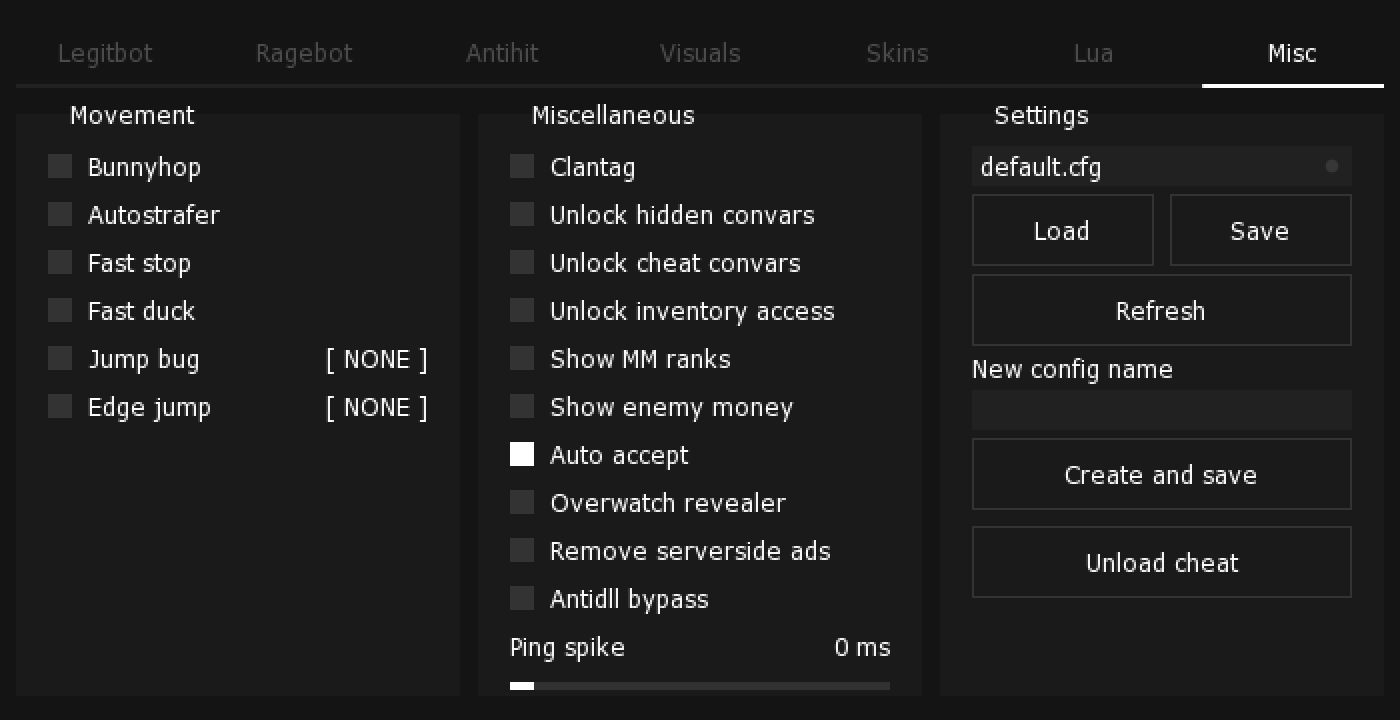 Legitbot Ragebot Antihit Visuals Skins Lua Misc
Movement
Bunnyhop
Autostrafer
Fast stop
Fast duck
Jump bug [ NONE ]
Edge jump [ NONE ]
Miscellaneous
Clantag
Unlock hidden convars
Unlock cheat convars
Unlock inventory access
Show MM ranks
Show enemy money
Auto accept
Overwatch revealer
Remove serverside ads
Antidll bypass
Ping spike 0 ms
Settings
default.cfg
Load Save
Refresh
New config name
Create and save
Unload cheat